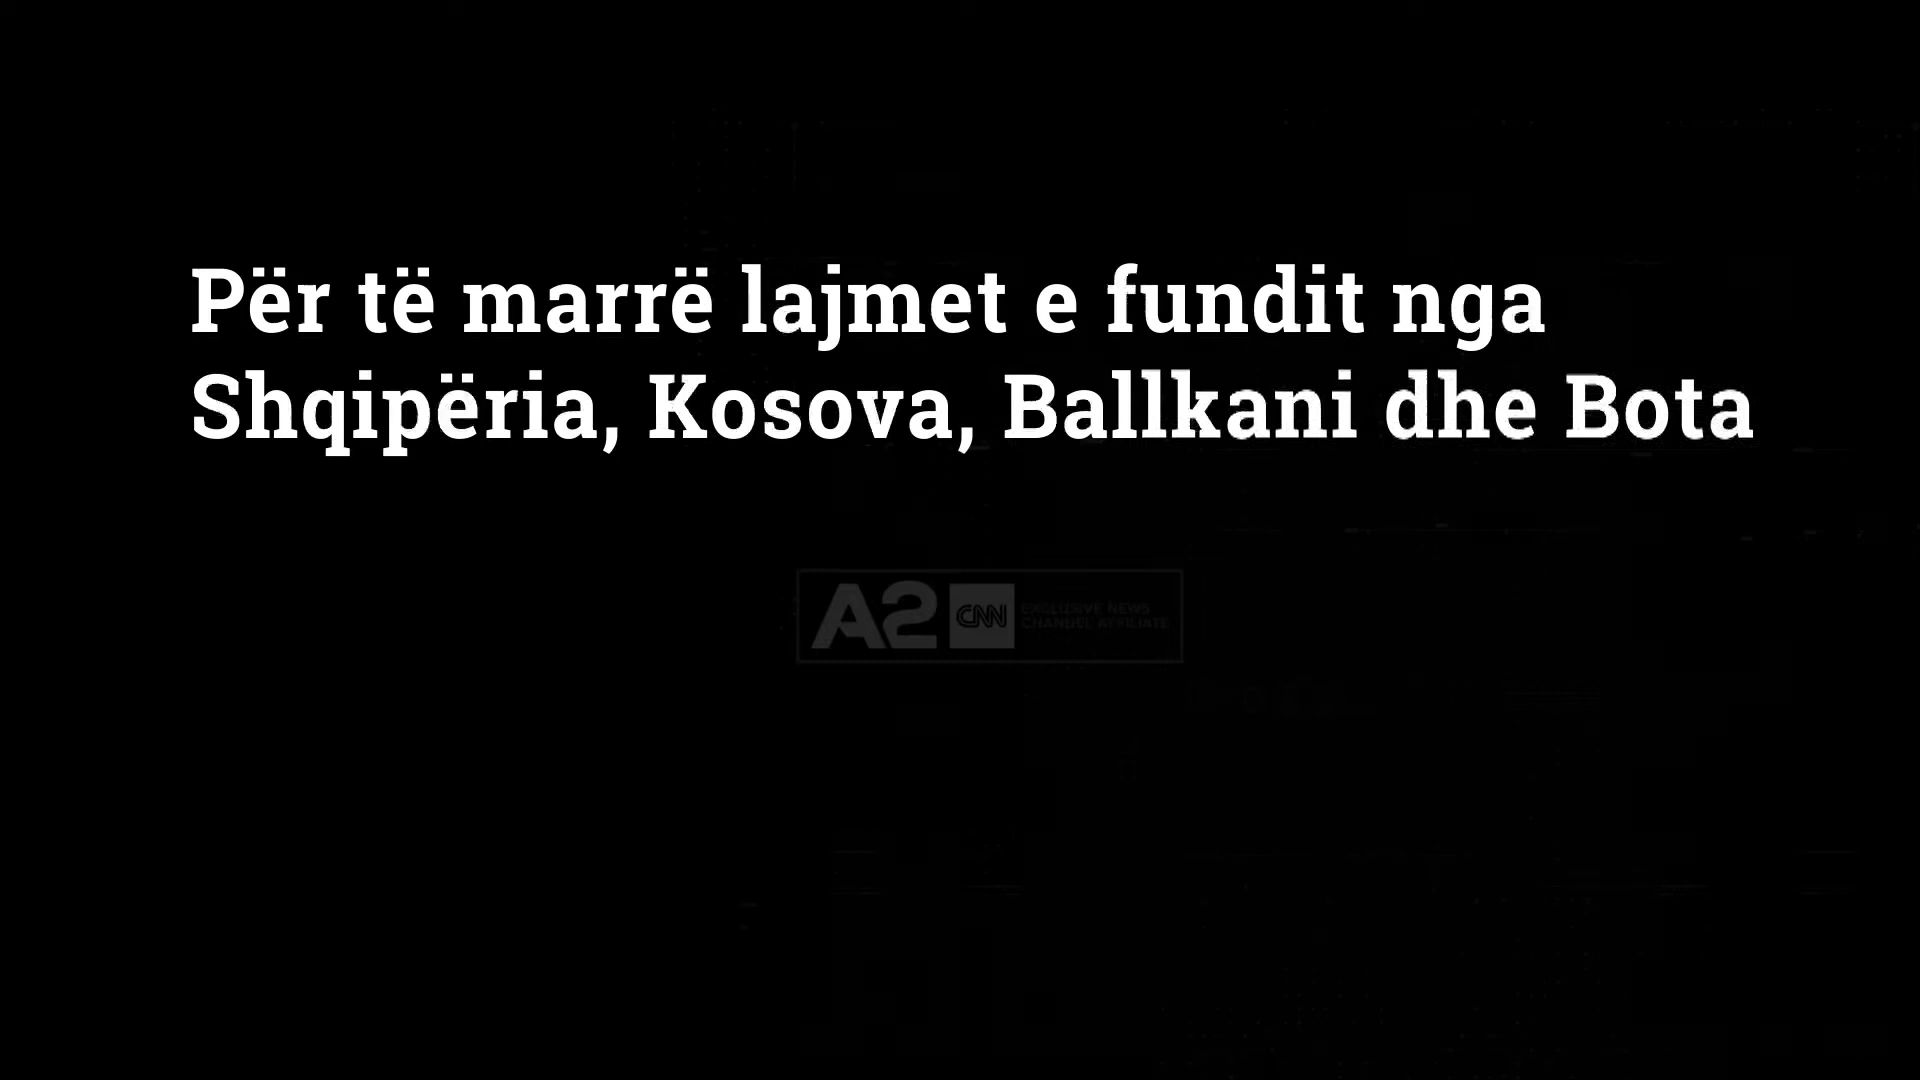 Për të marrë lajmet e fundit nga
Shqipëria, Kosova, Ballkani dhe Bota
A2 CNN EXCLUSIVE NEWS
CHANNEL AFFILIATE